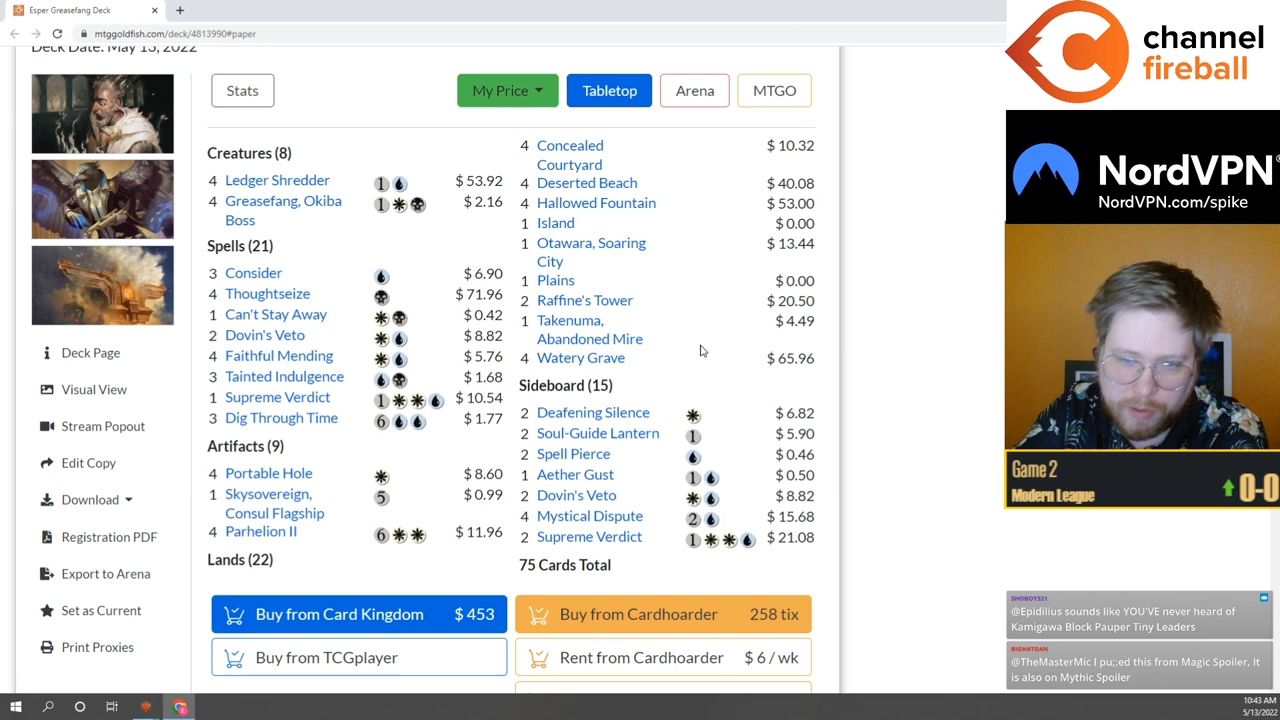 Esper Greasefang Deck
mtggoldfish.com/deck/4813990#paper
Deck Date: May 13, 2022
Stats
My Price
Tabletop
Arena
MTGO
Creatures (8)
4 Ledger Shredder 1 $ 53.92
4 Greasefang, Okiba 1 $ 2.16
Boss
Spells (21)
3 Consider $ 6.90
4 Thoughtseize $ 71.96
1 Can't Stay Away $ 0.42
2 Dovin's Veto $ 8.82
4 Faithful Mending $ 5.76
3 Tainted Indulgence $ 1.68
1 Supreme Verdict 1 $ 10.54
3 Dig Through Time 6 $ 1.77
Artifacts (9)
4 Portable Hole $ 8.60
1 Skysovereign, 5 $ 0.99
Consul Flagship
4 Parhelion II 6 $ 11.96
Lands (22)
4 Concealed $ 10.32
Courtyard
4 Deserted Beach $ 40.08
4 Hallowed Fountain $ 53.00
1 Island $ 0.00
1 Otawara, Soaring $ 13.44
City
1 Plains $ 0.00
2 Raffine's Tower $ 20.50
1 Takenuma, $ 4.49
Abandoned Mire
4 Watery Grave $ 65.96
Sideboard (15)
2 Deafening Silence $ 6.82
2 Soul-Guide Lantern 1 $ 5.90
2 Spell Pierce $ 0.46
1 Aether Gust 1 $ 0.50
2 Dovin's Veto $ 8.82
4 Mystical Dispute 2 $ 15.68
2 Supreme Verdict 1 $ 21.08
75 Cards Total
Deck Page
Visual View
Stream Popout
Edit Copy
Download
Registration PDF
Export to Arena
Set as Current
Print Proxies
Buy from Card Kingdom $ 453
Buy from Cardhoarder 258 tix
Buy from TCGplayer
Rent from Cardhoarder $ 6 / wk
channel
fireball
NordVPN
NordVPN.com/spike
Game 2
Modern League
0-0
SHOBOY321
@Epidilius sounds like YOU'VE never heard of
Kamigawa Block Pauper Tiny Leaders
BIGHATDAN
@TheMasterMic I pu;;ed this from Magic Spoiler, It
is also on Mythic Spoiler
10:43 AM
5/13/2022